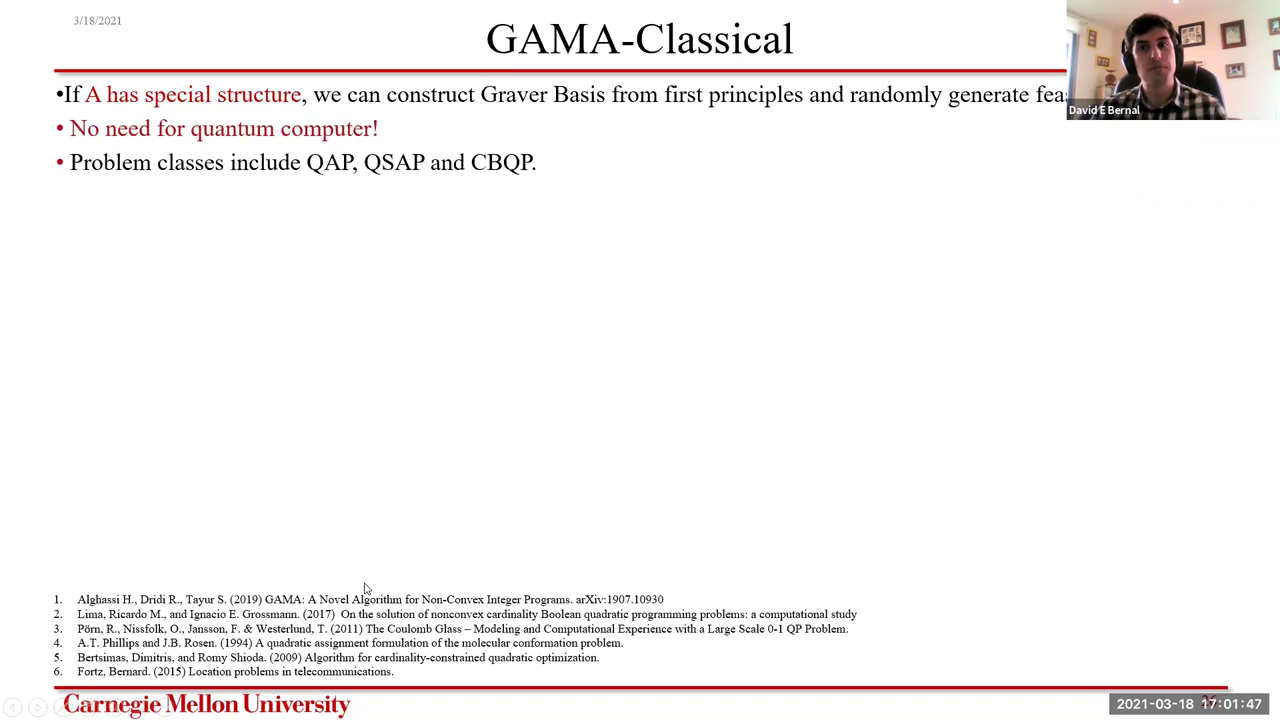 3/18/2021
GAMA-Classical
•If A has special structure, we can construct Graver Basis from first principles and randomly generate
David E Bernal
• No need for quantum computer!
• Problem classes include QAP, QSAP and CBQP.
1. Alghassi H., Dridi R., Tayur S. (2019) GAMA: A Novel Algorithm for Non-Convex Integer Programs. arXiv:1907.10930
2. Lima, Ricardo M., and Ignacio E. Grossmann. (2017) On the solution of nonconvex cardinality Boolean quadratic programming problems: a computational study
3. Pörn, R., Nissfolk, O., Jansson, F. & Westerlund, T. (2011) The Coulomb Glass – Modeling and Computational Experience with a Large Scale 0-1 QP Problem.
4. A.T. Phillips and J.B. Rosen. (1994) A quadratic assignment formulation of the molecular conformation problem.
5. Bertsimas, Dimitris, and Romy Shioda. (2009) Algorithm for cardinality-constrained quadratic optimization.
6. Fortz, Bernard. (2015) Location problems in telecommunications.
Carnegie Mellon University
2021-03-18 17:01:47